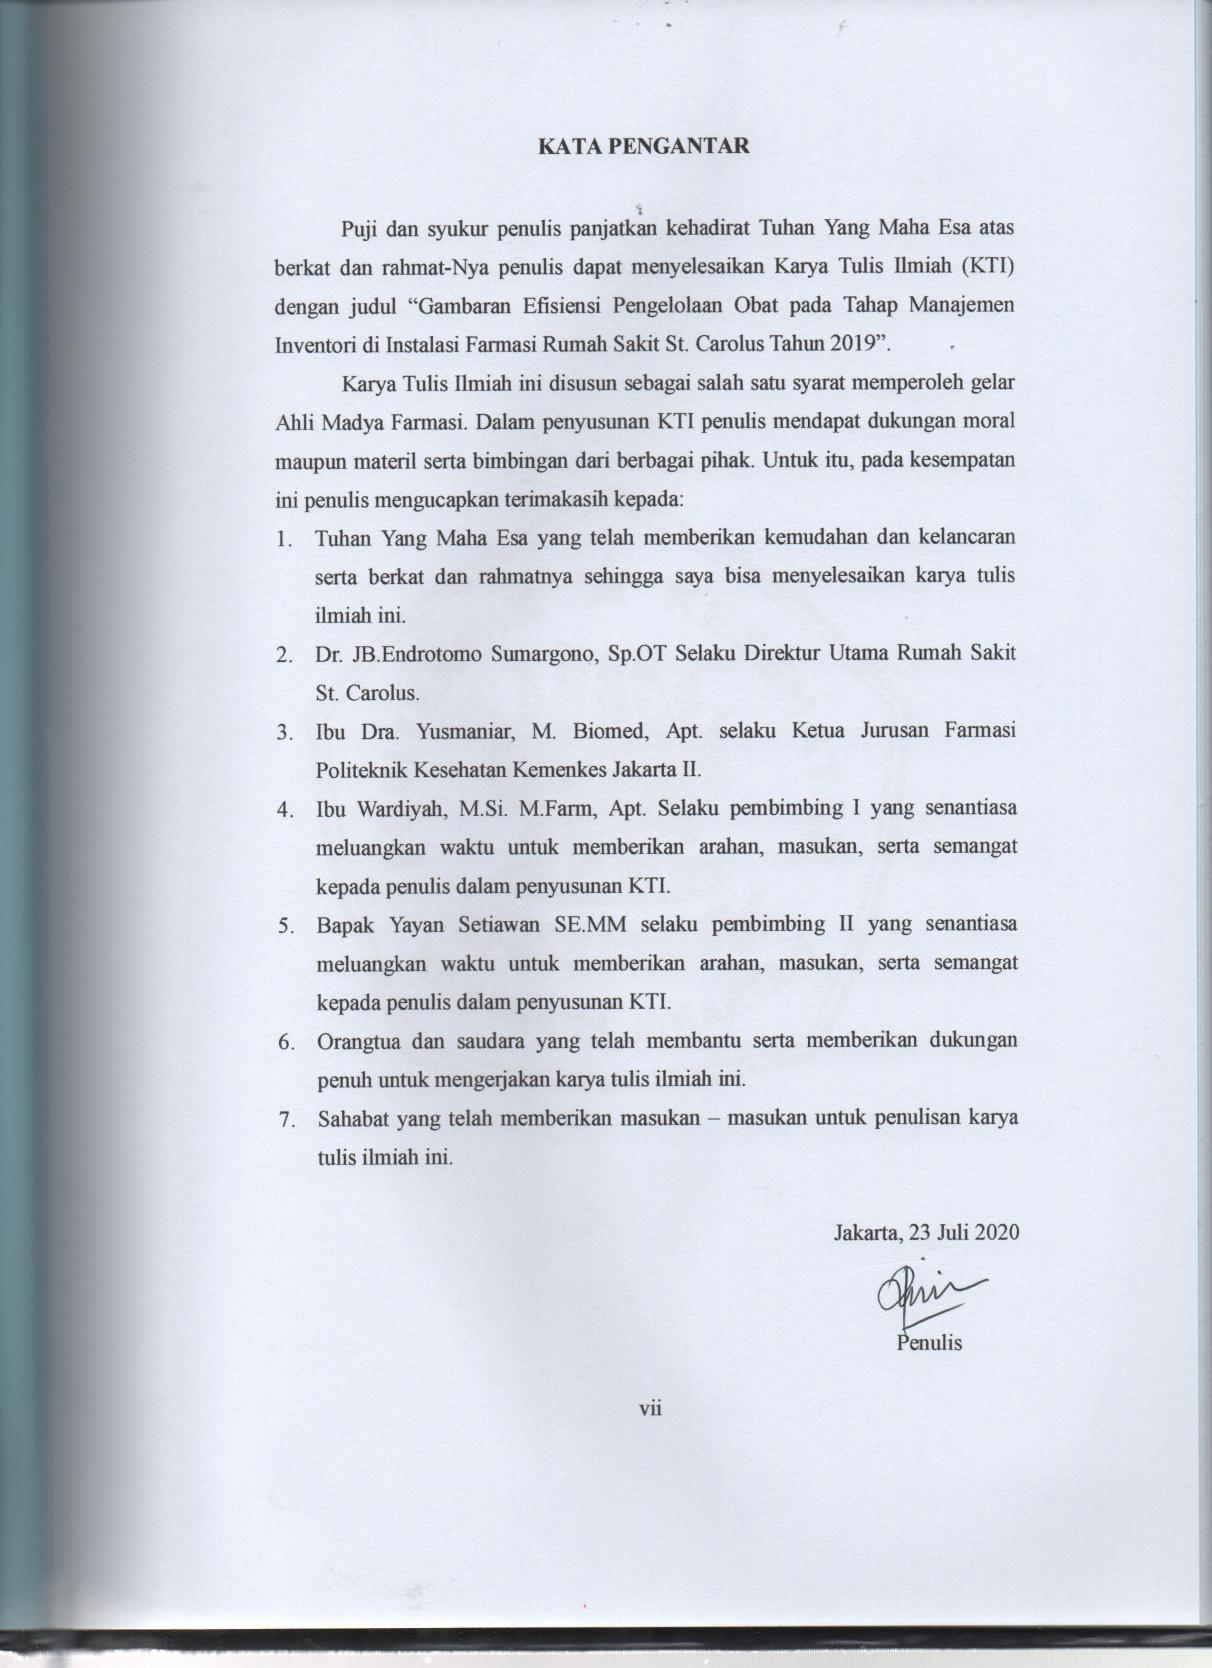 KATA PENGANTAR
Puji dan syukur penulis panjatkan kehadirat Tuhan Yang Maha Esa atas
berkat dan rahmat-Nya penulis dapat menyelesaikan Karya Tulis Ilmiah (KTI)
dengan judul “Gambaran Efisiensi Pengelolaan Obat pada Tahap Manajemen
Inventori di Instalasi Farmasi Rumah Sakit St. Carolus Tahun 2019”.
Karya Tulis Ilmiah ini disusun sebagai salah satu syarat memperoleh gelar
Ahli Madya Farmasi. Dalam penyusunan KTI penulis mendapat dukungan moral
maupun materil serta bimbingan dari berbagai pihak. Untuk itu, pada kesempatan
ini penulis mengucapkan terimakasih kepada:
1. Tuhan Yang Maha Esa yang telah memberikan kemudahan dan kelancaran
serta berkat dan rahmatnya sehingga saya bisa menyelesaikan karya tulis
ilmiah ini.
2. Dr. JB.Endrotomo Sumargono, Sp.OT Selaku Direktur Utama Rumah Sakit
St. Carolus.
3. Ibu Dra. Yusmaniar, M. Biomed, Apt. selaku Ketua Jurusan Farmasi
Politeknik Kesehatan Kemenkes Jakarta II.
4. Ibu Wardiyah, M.Si. M.Farm, Apt. Selaku pembimbing I yang senantiasa
meluangkan waktu untuk memberikan arahan, masukan, serta semangat
kepada penulis dalam penyusunan KTI.
5. Bapak Yayan Setiawan SE.MM selaku pembimbing II yang senantiasa
meluangkan waktu untuk memberikan arahan, masukan, serta semangat
kepada penulis dalam penyusunan KTI.
6. Orangtua dan saudara yang telah membantu serta memberikan dukungan
penuh untuk mengerjakan karya tulis ilmiah ini.
7. Sahabat yang telah memberikan masukan – masukan untuk penulisan karya
tulis ilmiah ini.
Jakarta, 23 Juli 2020
Penulis
vii